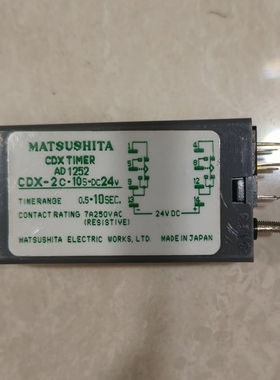 MATSUSHITA
CDX TIMER
AD1252
CDX-2C-10S-DC24V
TIME RANGE 0.5-10SEC.
CONTACT RATING 7A250VAC
(RESISTIVE)
24V DC
MATSUSHITA ELECTRIC WORKS, LTD. MADE IN JAPAN